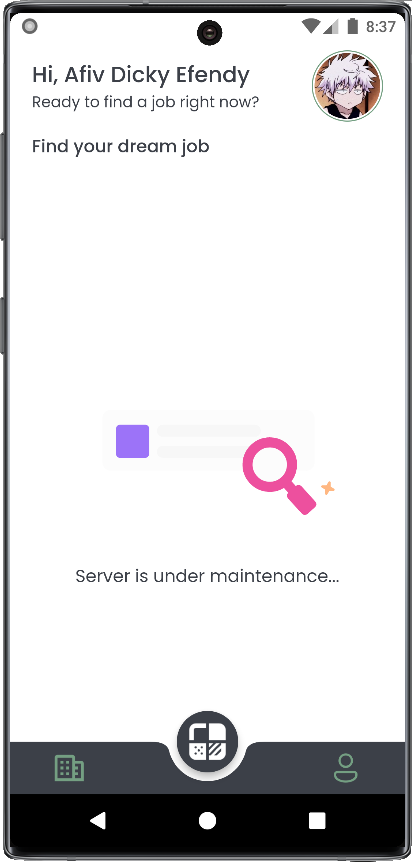 8:37
Hi, Afiv Dicky Efendy
Ready to find a job right now?
Find your dream job
Server is under maintenance...